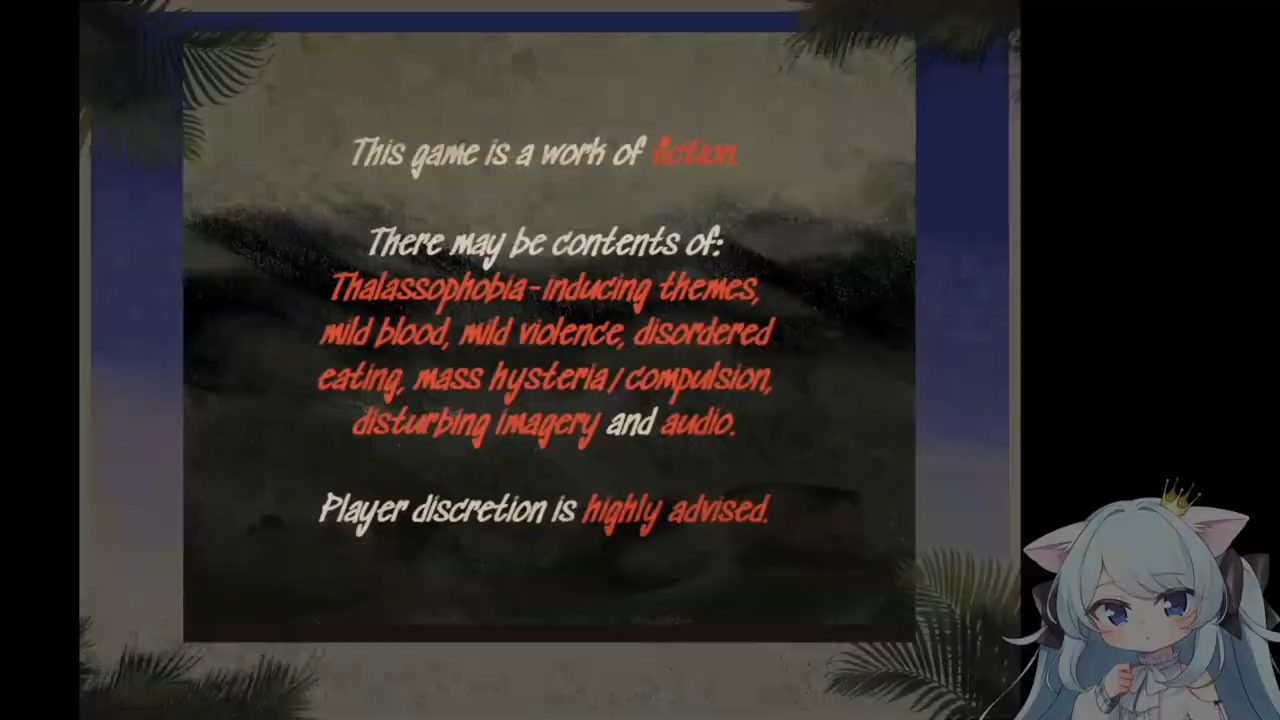 This game is a work of fiction.
There may be contents of:
Thalassophobia-inducing themes,
mild blood, mild violence, disordered
eating, mass hysteria/compulsion,
disturbing imagery and audio.
Player discretion is highly advised.